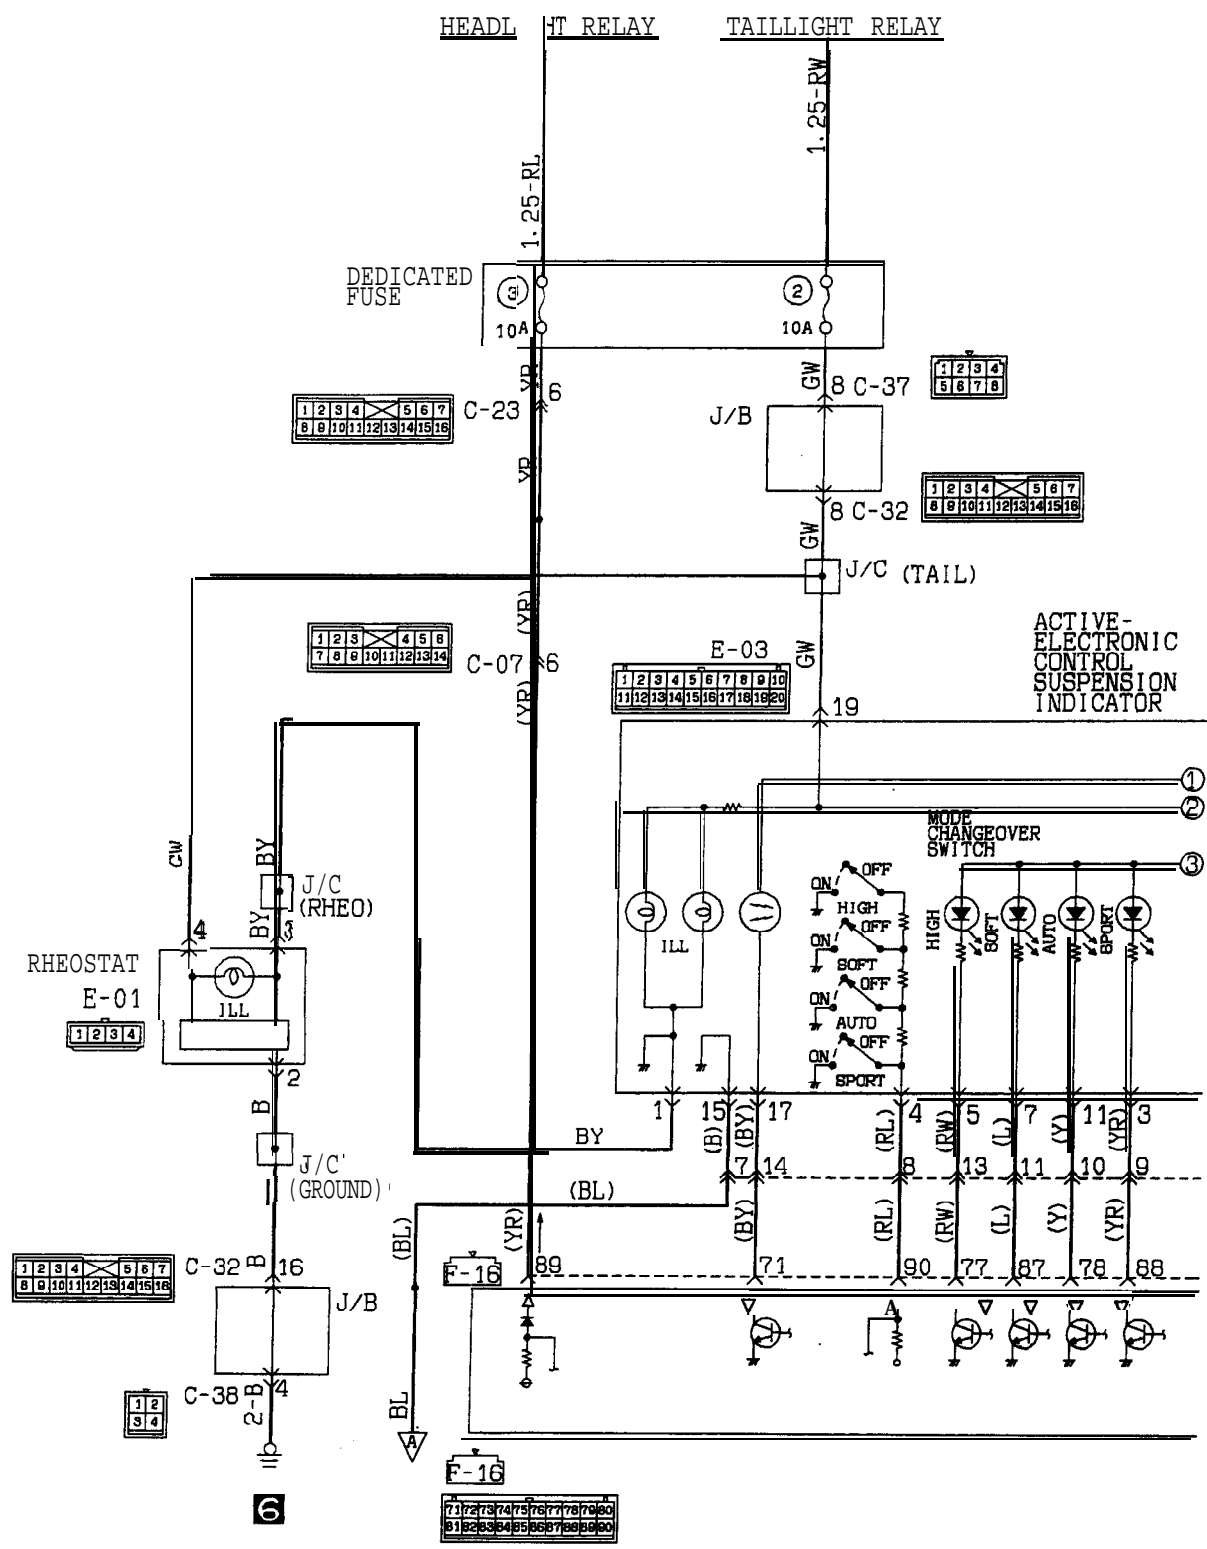 HEADL HT RELAY
TAILLIGHT RELAY
1.25-RL
1.25-RW
DEDICATED
FUSE
3
10A
2
10A
YR
6
C-23
1 2 3 4 5 6 7
8 9 10 11 12 13 14 15 16
GW
8 C-37
1 2 3 4
5 6 7 8
J/B
YR
8 C-32
1 2 3 4 5 6 7
8 9 10 11 12 13 14 15 16
GW
J/C (TAIL)
(YR)
1 2 3 4 5 6
7 8 9 10 11 12 13 14
C-07
6
(YR)
E-03
1 2 3 4 5 6 7 8 9 10
11 12 13 14 15 16 17 18 19 20
GW
19
ACTIVE-
ELECTRONIC
CONTROL
SUSPENSION
INDICATOR
1
2
3
MODE
CHANGEOVER
SWITCH
GW
BY
J/C
(RHEO)
BY
4
3
RHEOSTAT
E-01
1 2 3 4
ILL
2
ILL
ON OFF
HIGH
ON OFF
SOFT
ON OFF
AUTO
ON OFF
SPORT
HIGH
SOFT
AUTO
SPORT
B
J/C
(GROUND)
BY
1
15
17
4
5
7
11
3
(B)
(BY)
(RL)
(RW)
(L)
(Y)
(YR)
7
14
8
13
11
10
9
(BL)
(BL)
(YR)
(BY)
(RL)
(RW)
(L)
(Y)
(YR)
1 2 3 4 5 6 7
8 9 10 11 12 13 14 15 16
C-32
B
16
J/B
F-16
89
71
90
77
87
78
88
A
C-38
4
1 2
3 4
2-B
BL
A
6
F-16
71 72 73 74 75 76 77 78 79 80
81 82 83 84 85 86 87 88 89 90